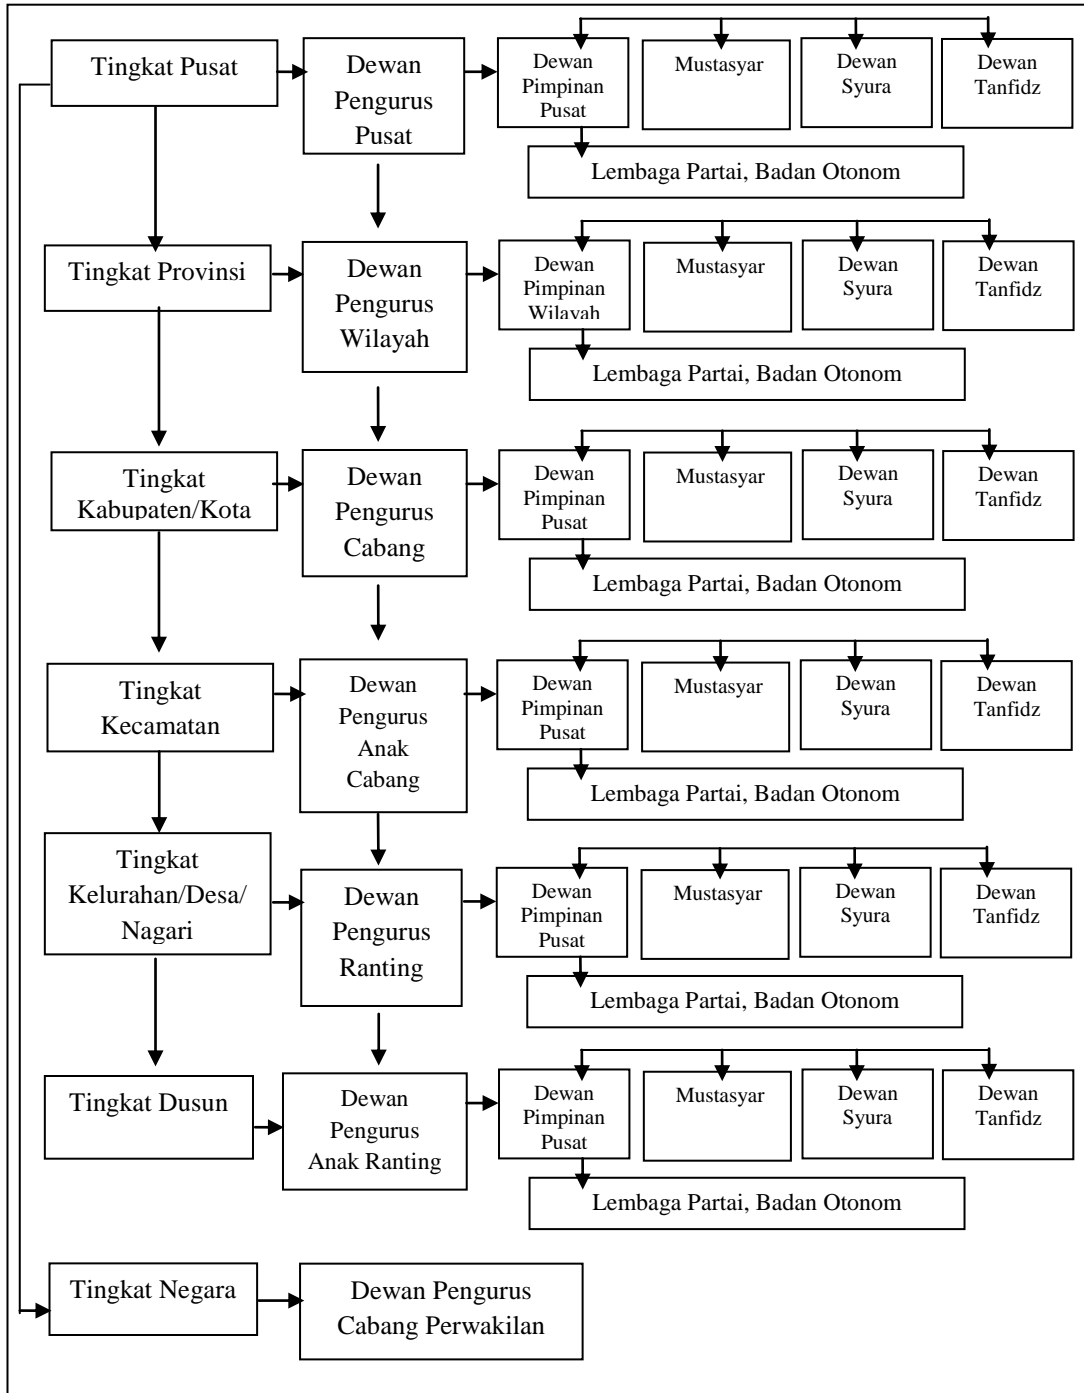 Tingkat Pusat
Dewan
Pengurus
Pusat
Dewan
Pimpinan
Pusat
Mustasyar
Dewan
Syura
Dewan
Tanfidz
Lembaga Partai, Badan Otonom
Tingkat Provinsi
Dewan
Pengurus
Wilayah
Dewan
Pimpinan
Wilayah
Mustasyar
Dewan
Syura
Dewan
Tanfidz
Lembaga Partai, Badan Otonom
Tingkat
Kabupaten/Kota
Dewan
Pengurus
Cabang
Dewan
Pimpinan
Pusat
Mustasyar
Dewan
Syura
Dewan
Tanfidz
Lembaga Partai, Badan Otonom
Tingkat
Kecamatan
Dewan
Pengurus
Anak
Cabang
Dewan
Pimpinan
Pusat
Mustasyar
Dewan
Syura
Dewan
Tanfidz
Lembaga Partai, Badan Otonom
Tingkat
Kelurahan/Desa/
Nagari
Dewan
Pengurus
Ranting
Dewan
Pimpinan
Pusat
Mustasyar
Dewan
Syura
Dewan
Tanfidz
Lembaga Partai, Badan Otonom
Tingkat Dusun
Dewan
Pengurus
Anak Ranting
Dewan
Pimpinan
Pusat
Mustasyar
Dewan
Syura
Dewan
Tanfidz
Lembaga Partai, Badan Otonom
Tingkat Negara
Dewan Pengurus
Cabang Perwakilan